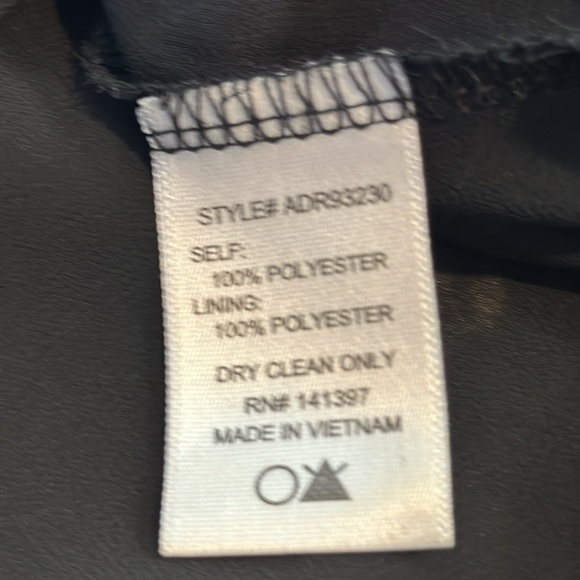 STYLE# ADR93230
SELF:
100% POLYESTER
LINING:
100% POLYESTER
DRY CLEAN ONLY
RN# 141397
MADE IN VIETNAM